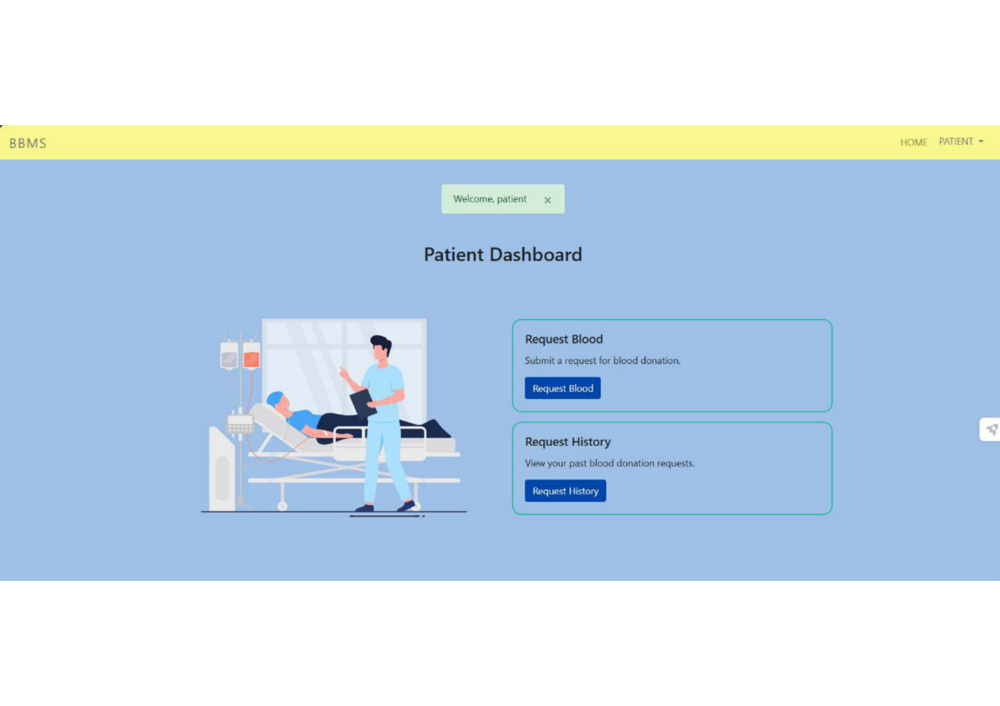 BBMS
HOME PATIENT
Welcome, patient ×
Patient Dashboard
Request Blood
Submit a request for blood donation.
Request Blood
Request History
View your past blood donation requests.
Request History